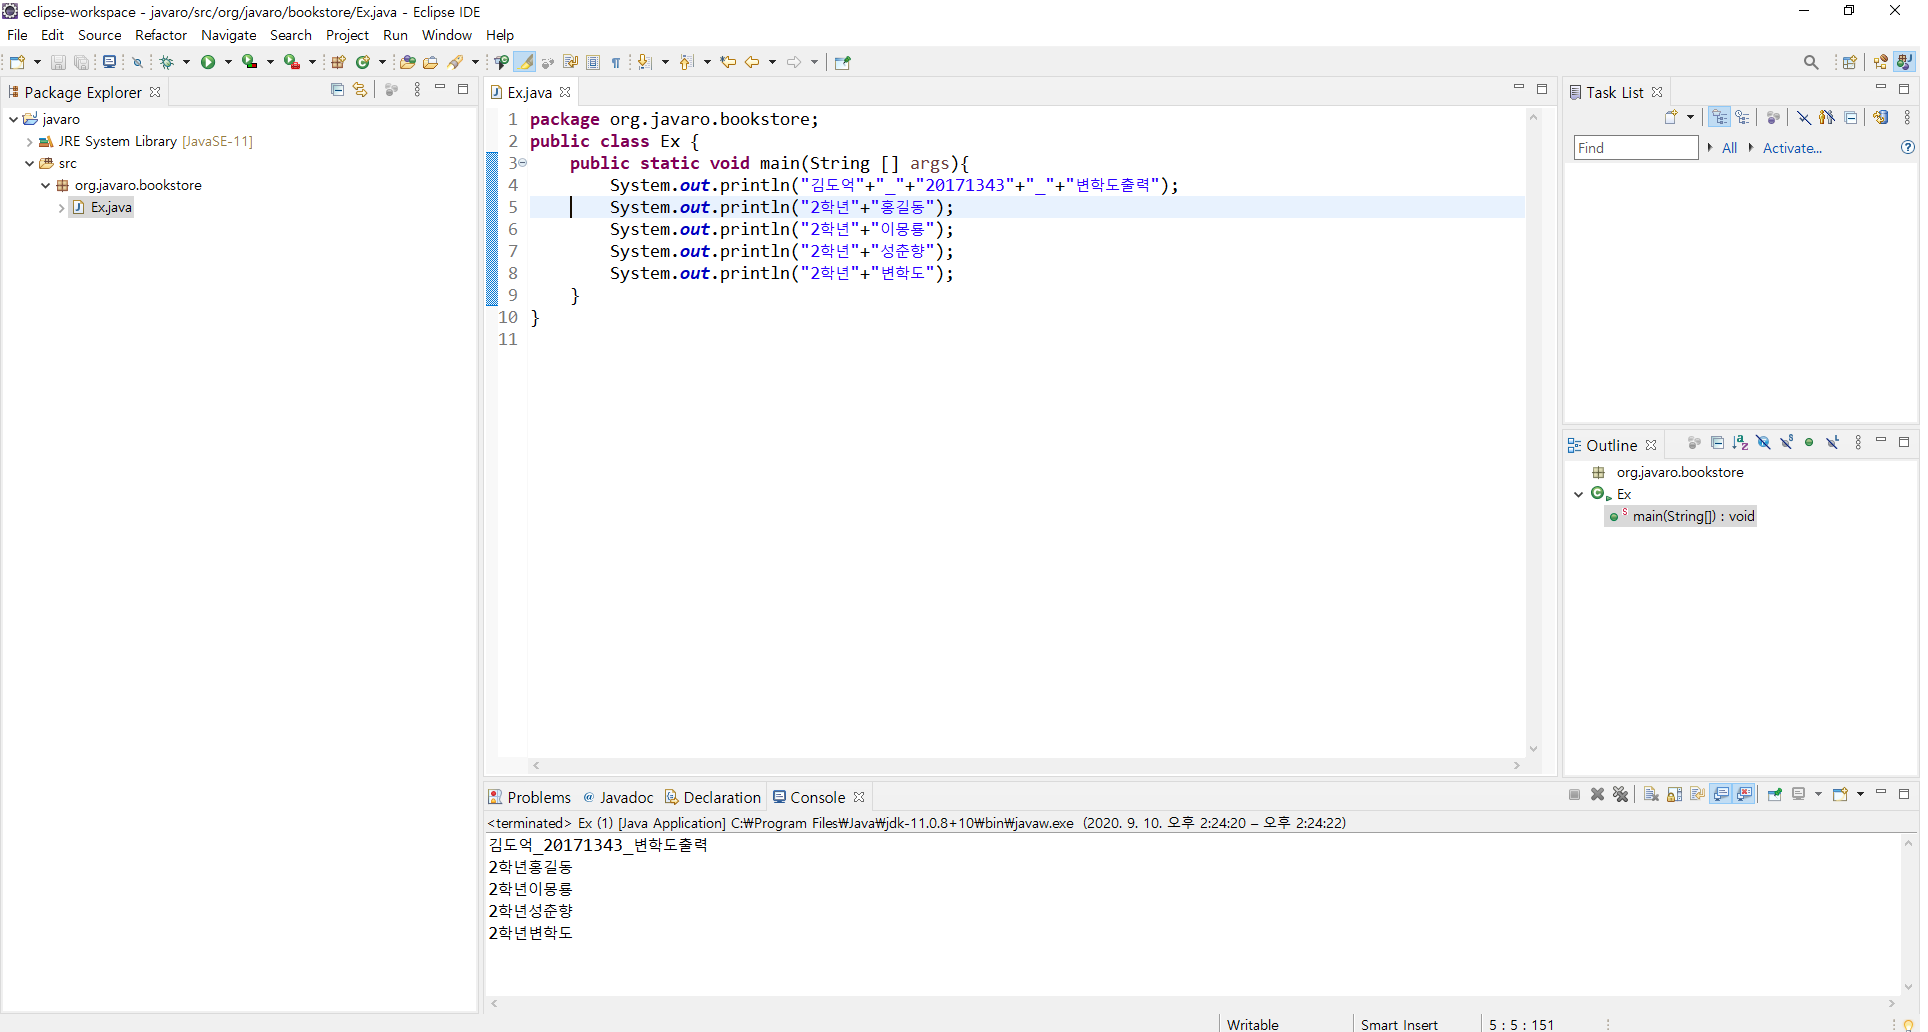 eclipse-workspace - javaro/src/org/javaro/bookstore/Ex.java - Eclipse IDE
File Edit Source Refactor Navigate Search Project Run Window Help
Package Explorer
javaro
JRE System Library [JavaSE-11]
src
org.javaro.bookstore
Ex.java
Ex.java
1 package org.javaro.bookstore;
2 public class Ex {
3 public static void main(String [] args){
4 System.out.println("김도억"+"_"+"20171343"+"_"+"변학도출력");
5 System.out.println("2학년"+"홍길동");
6 System.out.println("2학년"+"이몽룡");
7 System.out.println("2학년"+"성춘향");
8 System.out.println("2학년"+"변학도");
9 }
10 }
11
Task List
Find All Activate...
Outline
org.javaro.bookstore
Ex
main(String[]) : void
Problems @ Javadoc Declaration Console
<terminated> Ex (1) [Java Application] C:₩Program Files₩Java₩jdk-11.0.8+10₩bin₩javaw.exe (2020. 9. 10. 오후 2:24:20 – 오후 2:24:22)
김도억_20171343_변학도출력
2학년홍길동
2학년이몽룡
2학년성춘향
2학년변학도
Writable Smart Insert 5 : 5 : 151